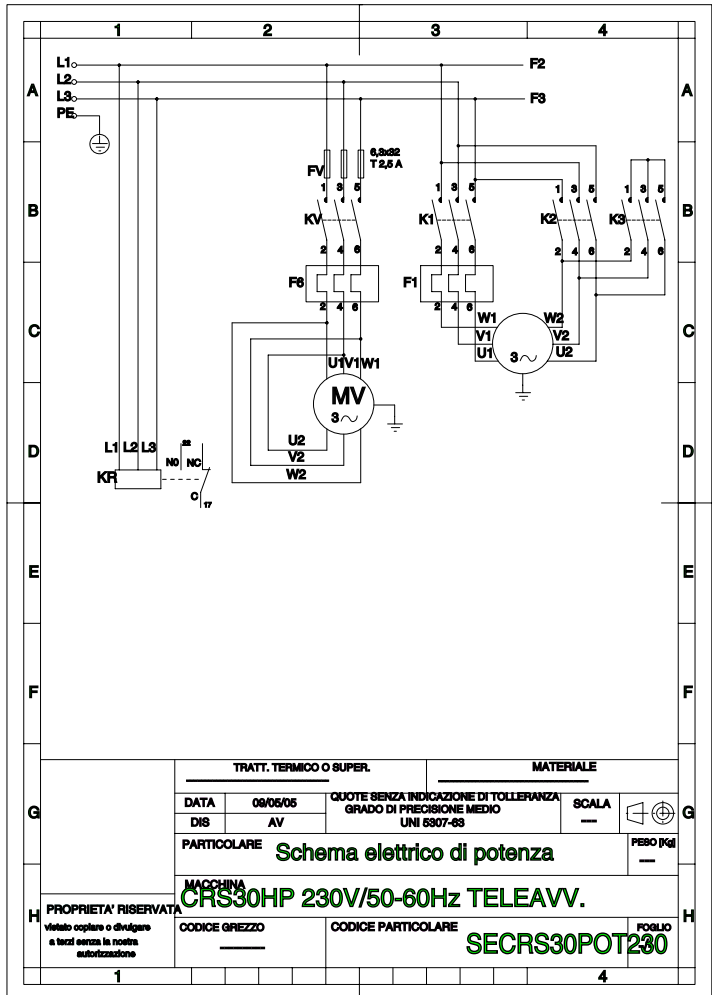 1 2 3 4
A A
L1
L2
L3
PE
F2
F3
B B
FV
6,3x32
T 2,5 A
1 3 5 1 3 5 1 3 5 1 3 5
KV K1 K2 K3
2 4 6 2 4 6 2 4 6 2 4 6
C C
F6 F1
2 4 6 2 4 6
W1 W2
V1 V2
U1 U2
3
U1V1W1
MV
3
D D
U2
V2
W2
L1 L2 L3
22
NO NC
KR
C
17
E E
F F
G G
TRATT. TERMICO O SUPER.
MATERIALE
DATA 09/05/05
DIS AV
QUOTE SENZA INDICAZIONE DI TOLLERANZA
GRADO DI PRECISIONE MEDIO
UNI 5307-63
SCALA
---
PARTICOLARE Schema elettrico di potenza
PESO [Kg]
---
H H
MACCHINA
CRS30HP 230V/50-60Hz TELEAVV.
PROPRIETA' RISERVATA
vietato copiare o divulgare
a terzi senza la nostra
autorizzazione
CODICE GREZZO
CODICE PARTICOLARE
SECRS30POT230
FOGLIO
1 4